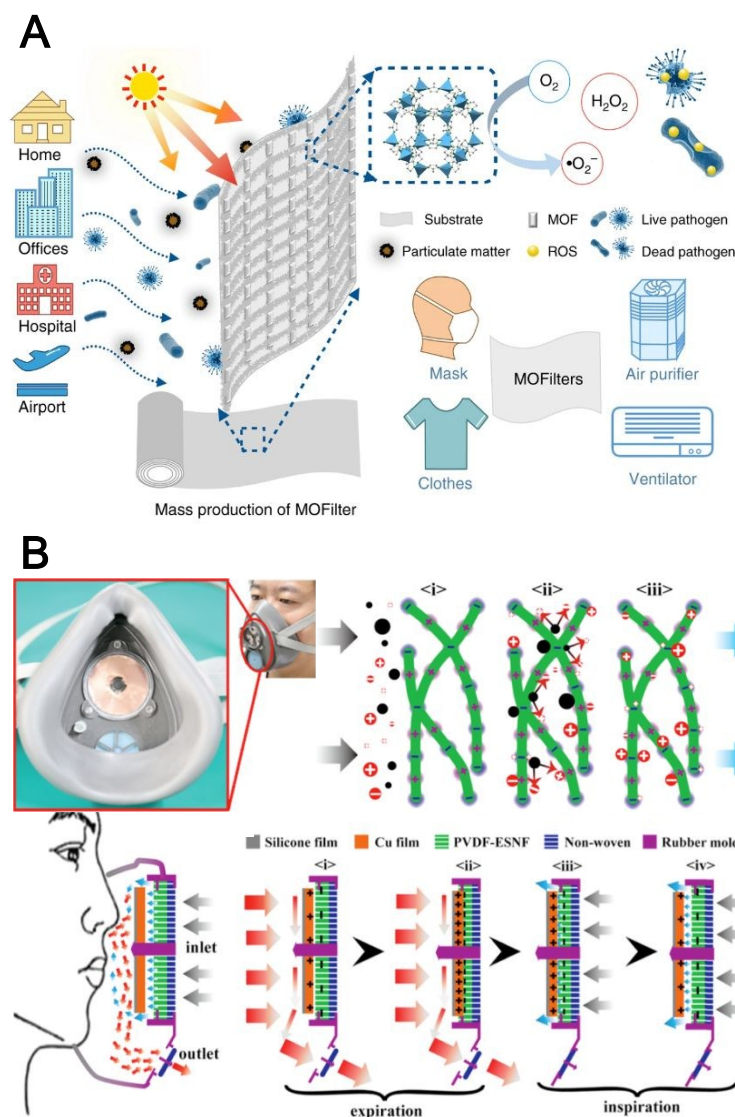 A
Home
Offices
Hospital
Airport
O₂
H₂O₂
•O₂⁻
Substrate
MOF
Live pathogen
Particulate matter
ROS
Dead pathogen
Mask
MOFilters
Air purifier
Clothes
Ventilator
Mass production of MOFilter
B
<i>
<ii>
<iii>
Silicone film
Cu film
PVDF-ESNF
Non-woven
Rubber mold
<i>
<ii>
<iii>
<iv>
inlet
outlet
expiration
inspiration